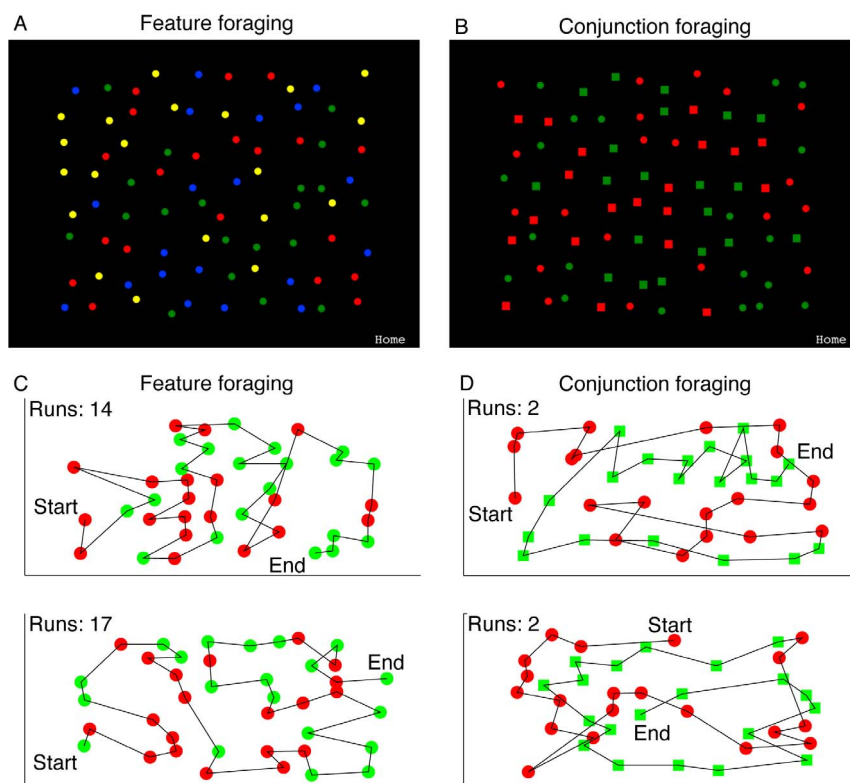 A
Feature foraging
B
Conjunction foraging
Home
Home
C
Feature foraging
D
Conjunction foraging
Runs: 14
Start
End
Runs: 2
Start
End
Runs: 17
Start
End
Runs: 2
Start
End